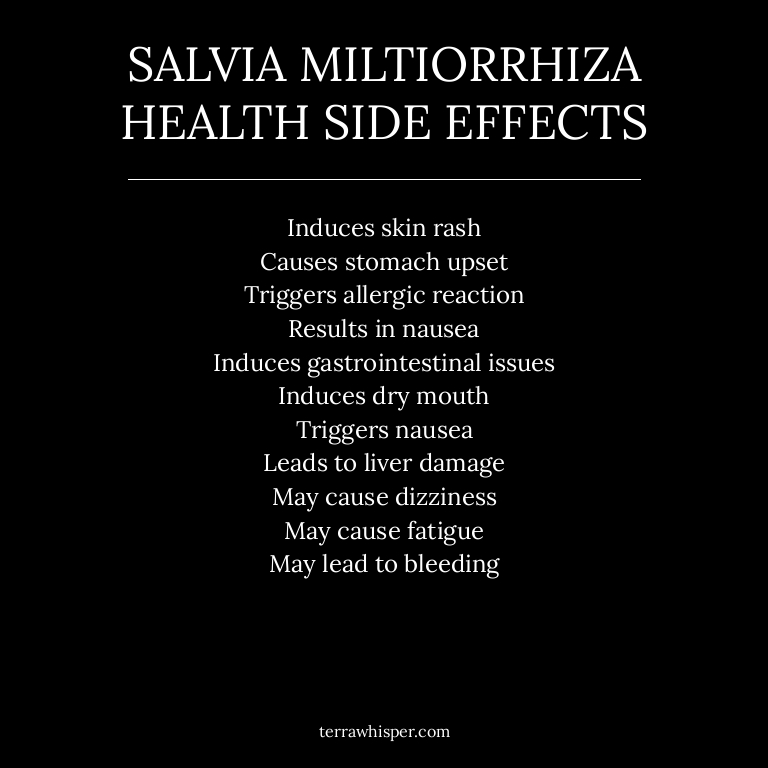 SALVIA MILTIORRHIZA
HEALTH SIDE EFFECTS
Induces skin rash
Causes stomach upset
Triggers allergic reaction
Results in nausea
Induces gastrointestinal issues
Induces dry mouth
Triggers nausea
Leads to liver damage
May cause dizziness
May cause fatigue
May lead to bleeding
terrawhisper.com